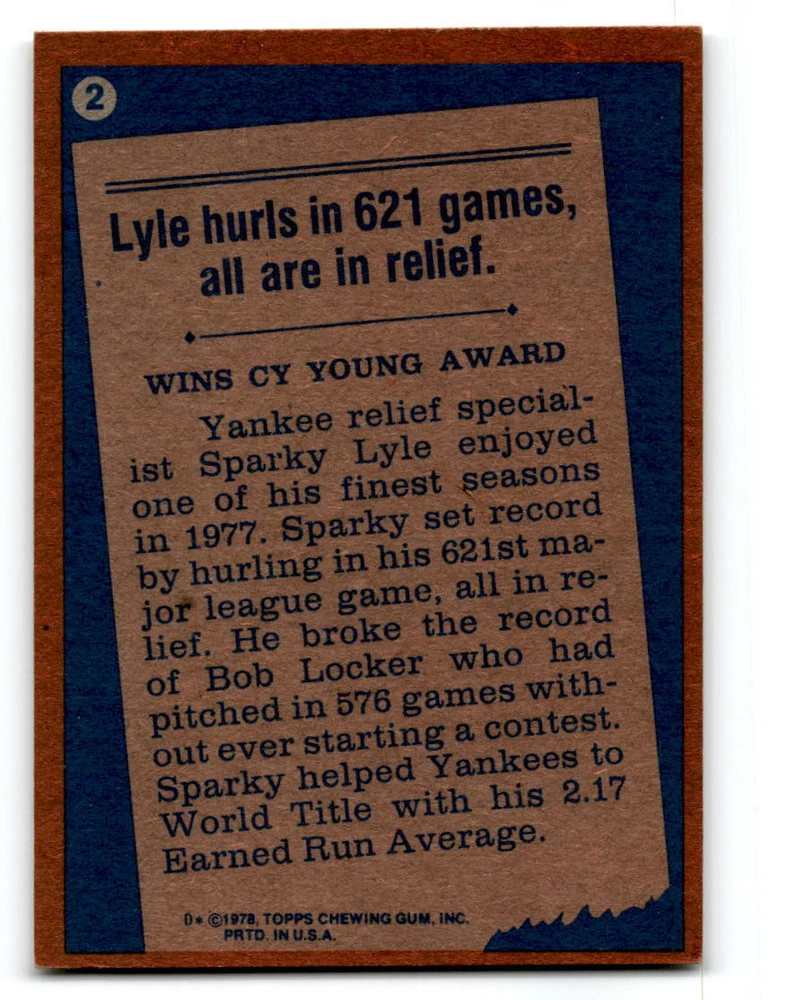 2
Lyle hurls in 621 games,
all are in relief.
WINS CY YOUNG AWARD
Yankee relief special-
ist Sparky Lyle enjoyed
one of his finest seasons
in 1977. Sparky set record
by hurling in his 621st ma-
jor league game, all in re-
lief. He broke the record
of Bob Locker who had
pitched in 576 games with-
out ever starting a contest.
Sparky helped Yankees to
World Title with his 2.17
Earned Run Average.
D* ©1978, TOPPS CHEWING GUM, INC.
PRTD. IN U.S.A.